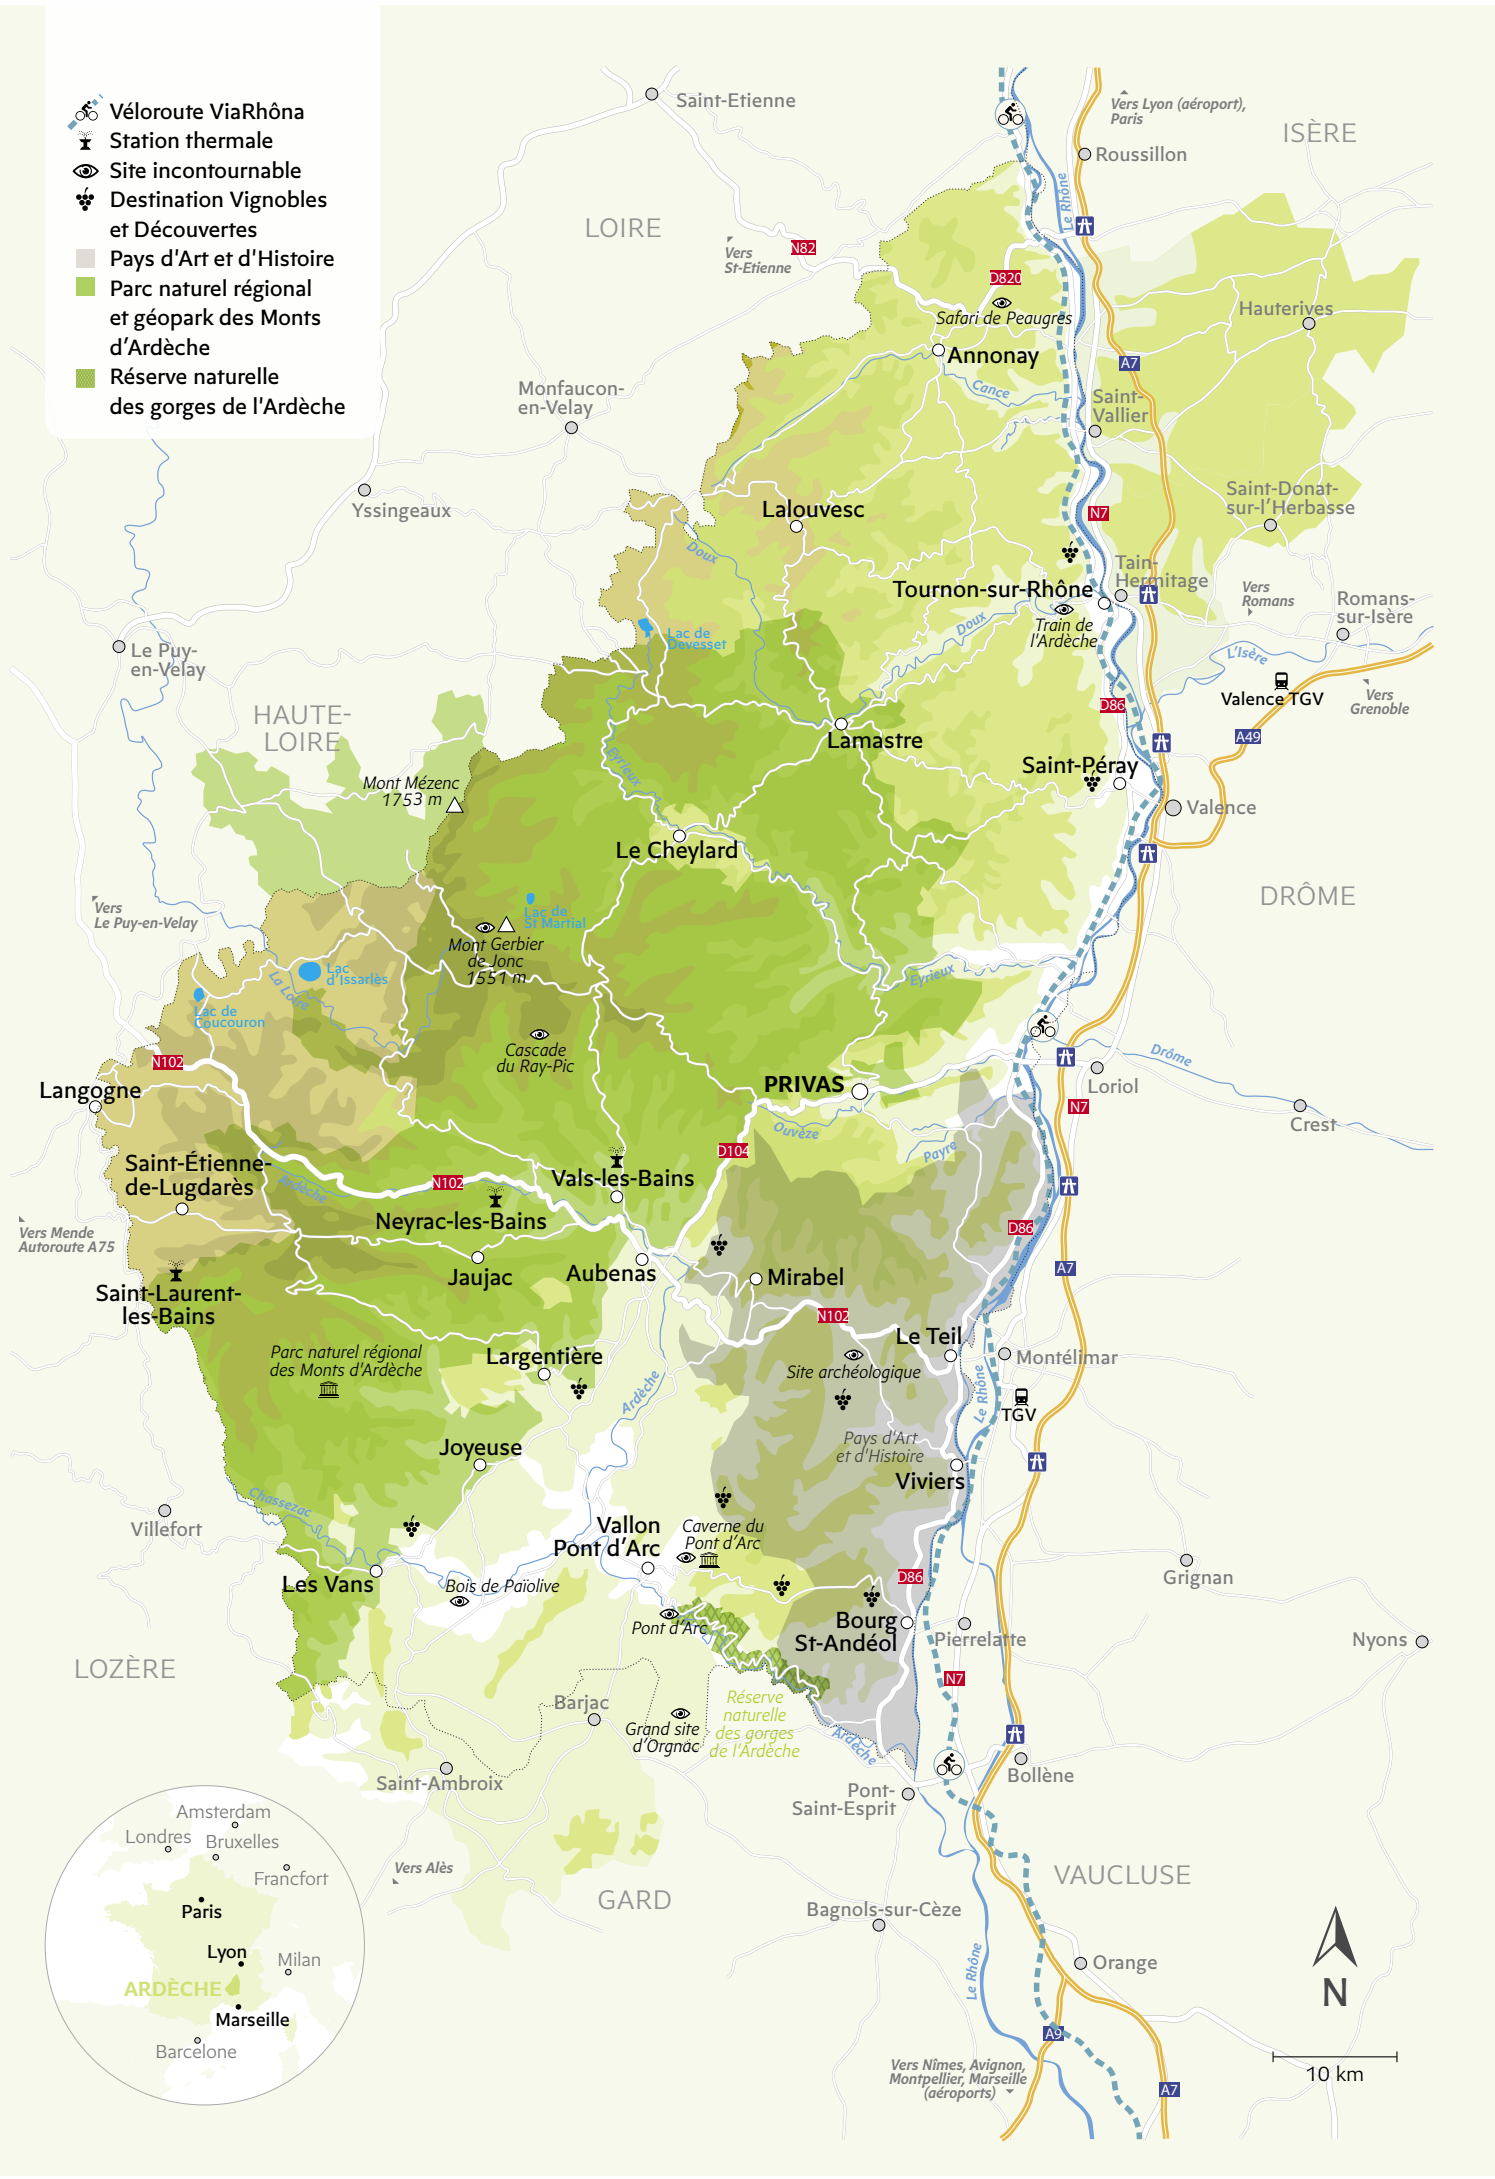 Véloroute ViaRhôna
Station thermale
Site incontournable
Destination Vignobles
et Découvertes
Pays d'Art et d'Histoire
Parc naturel régional
et géopark des Monts
d'Ardèche
Réserve naturelle
des gorges de l'Ardèche
Saint-Etienne
Vers Lyon (aéroport),
Paris
ISÈRE
Roussillon
Le Rhône
LOIRE
N82
Vers
St-Etienne
D820
Safari de Peaugres
Hauterives
Annonay
A7
Cance
Saint-
Vallier
Monfaucon-
en-Velay
Yssingeaux
Lalouvesc
N7
Saint-Donat-
sur-l'Herbasse
Doux
Tain-
Hermitage
Tournon-sur-Rhône
Vers
Romans
Romans-
sur-Isère
Train de
l'Ardèche
Doux
Lac de
Devesset
Le Puy-
en-Velay
L'Isère
Valence TGV
Vers
Grenoble
D86
A49
HAUTE-
LOIRE
Lamastre
Eyrieux
Saint-Péray
Mont Mézenc
1753 m
Valence
Le Cheylard
DRÔME
Vers
Le Puy-en-Velay
Lac de
St Martial
Mont Gerbier
de Jonc
1551 m
Lac
d'Issarlès
La Loire
Eyrieux
Lac de
Coucouron
Cascade
du Ray-Pic
N102
Drôme
Langogne
PRIVAS
Loriol
N7
Crest
Ouvèze
Payre
D104
Saint-Étienne-
de-Lugdarès
Ardèche
N102
Vals-les-Bains
Neyrac-les-Bains
D86
Vers Mende
Autoroute A75
Jaujac
Aubenas
Mirabel
A7
Saint-Laurent-
les-Bains
N102
Le Teil
Parc naturel régional
des Monts d'Ardèche
Largentière
Site archéologique
Montélimar
Ardèche
Le Rhône
TGV
Joyeuse
Pays d'Art
et d'Histoire
Viviers
Chassezac
Villefort
Vallon
Pont d'Arc
Caverne du
Pont d'Arc
Les Vans
Bois de Païolive
D86
Grignan
Pont d'Arc
Bourg
St-Andéol
Pierrelatte
Nyons
LOZÈRE
N7
Barjac
Grand site
d'Orgnac
Réserve
naturelle
des gorges
de l'Ardèche
Ardèche
Saint-Ambroix
Bollène
Pont-
Saint-Esprit
Amsterdam
Londres
Bruxelles
Francfort
Paris
Lyon
Milan
ARDÈCHE
Marseille
Barcelone
Vers Alès
GARD
VAUCLUSE
Bagnols-sur-Cèze
Le Rhône
Orange
N
A9
Vers Nîmes, Avignon,
Montpellier, Marseille
(aéroports)
A7
10 km